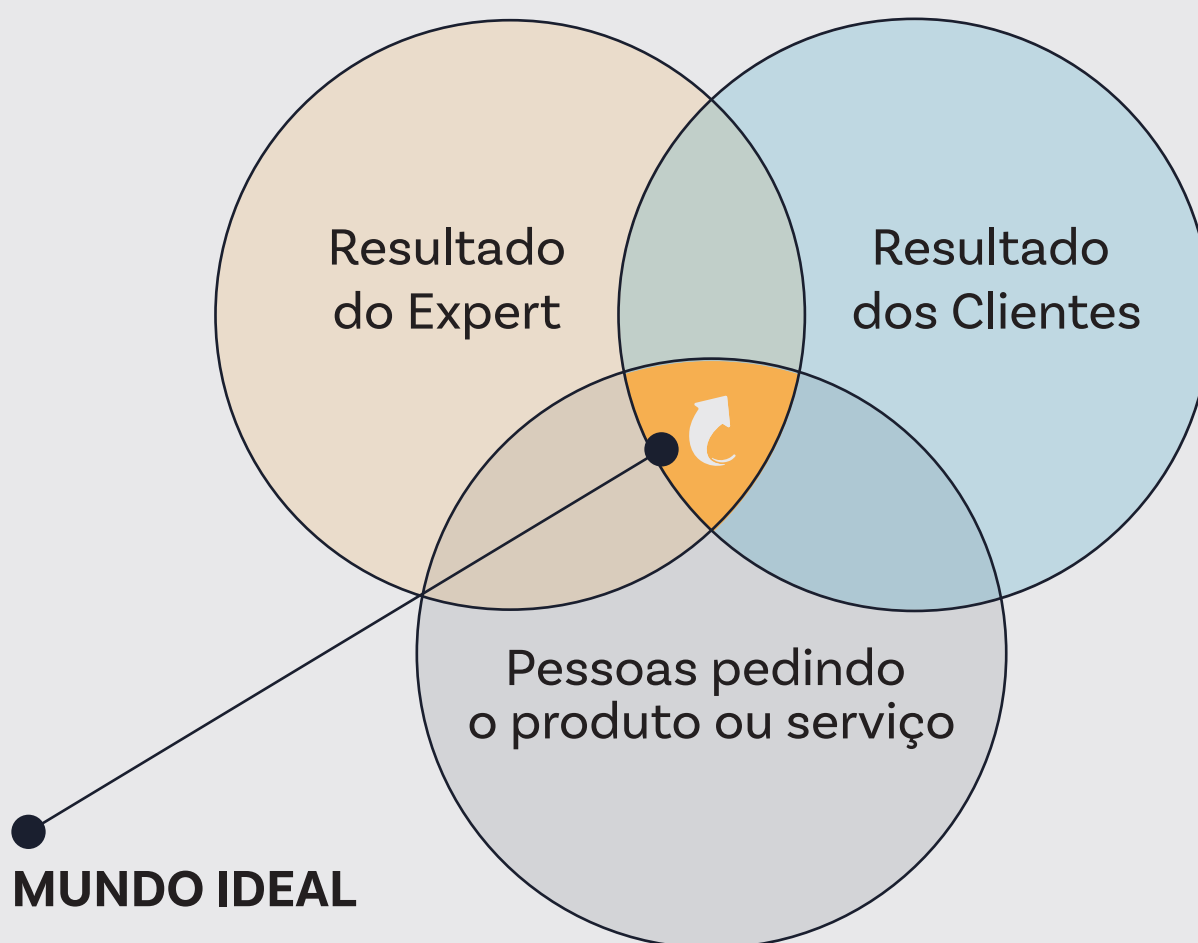 Resultado
do Expert
Resultado
dos Clientes
Pessoas pedindo
o produto ou serviço
MUNDO IDEAL